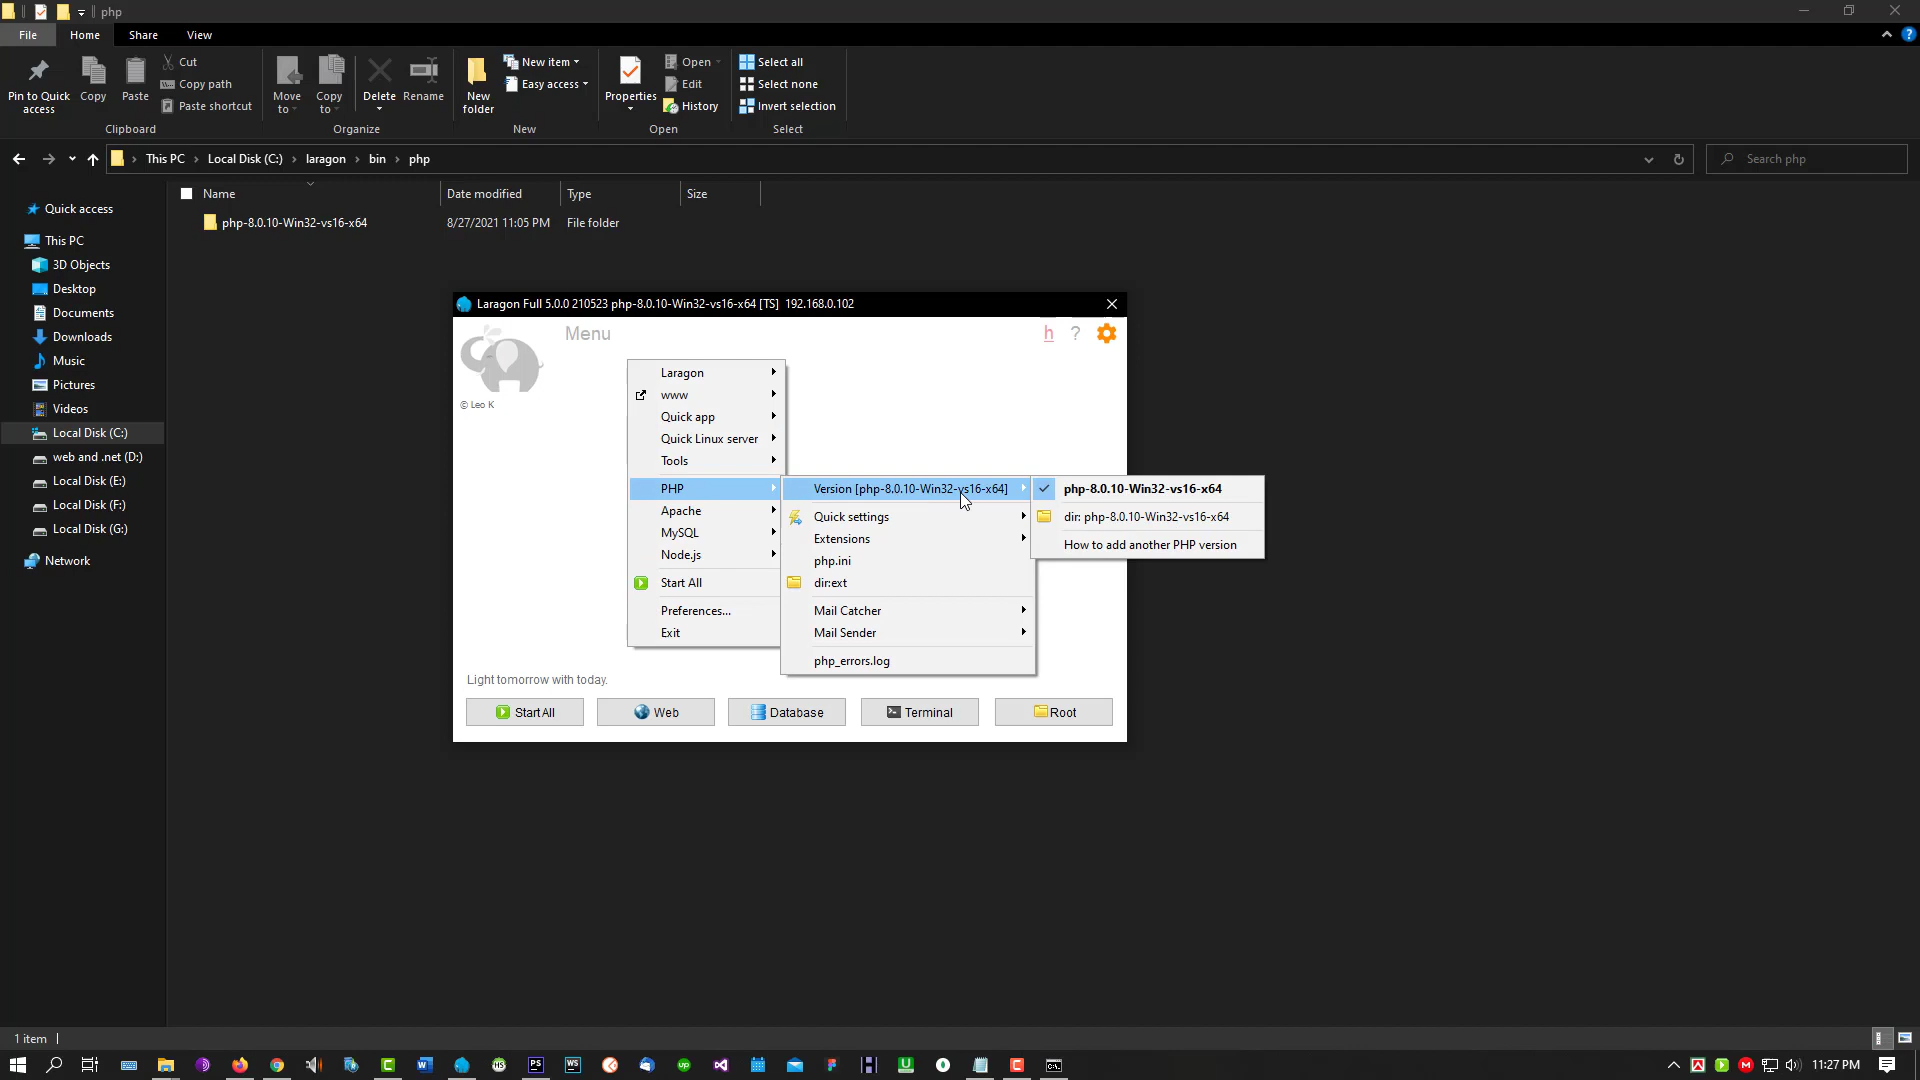 php
File
Home
Share
View
Pin to Quick access
Copy
Paste
Cut
Copy path
Paste shortcut
Clipboard
Move to
Copy to
Delete
Rename
Organize
New folder
New item
Easy access
New
Properties
Open
Edit
History
Open
Select all
Select none
Invert selection
Select
This PC
Local Disk (C:)
laragon
bin
php
Search php
Name
Date modified
Type
Size
php-8.0.10-Win32-vs16-x64
8/27/2021 11:05 PM
File folder
Quick access
This PC
3D Objects
Desktop
Documents
Downloads
Music
Pictures
Videos
Local Disk (C:)
web and .net (D:)
Local Disk (E:)
Local Disk (F:)
Local Disk (G:)
Network
Laragon Full 5.0.0 210523 php-8.0.10-Win32-vs16-x64 [TS] 192.168.0.102
Menu
h
?
© Leo K
Laragon
www
Quick app
Quick Linux server
Tools
PHP
Apache
MySQL
Node.js
Start All
Preferences...
Exit
Version [php-8.0.10-Win32-vs16-x64]
Quick settings
Extensions
php.ini
dir:ext
Mail Catcher
Mail Sender
php_errors.log
php-8.0.10-Win32-vs16-x64
dir: php-8.0.10-Win32-vs16-x64
How to add another PHP version
Light tomorrow with today.
Start All
Web
Database
Terminal
Root
1 item
11:27 PM